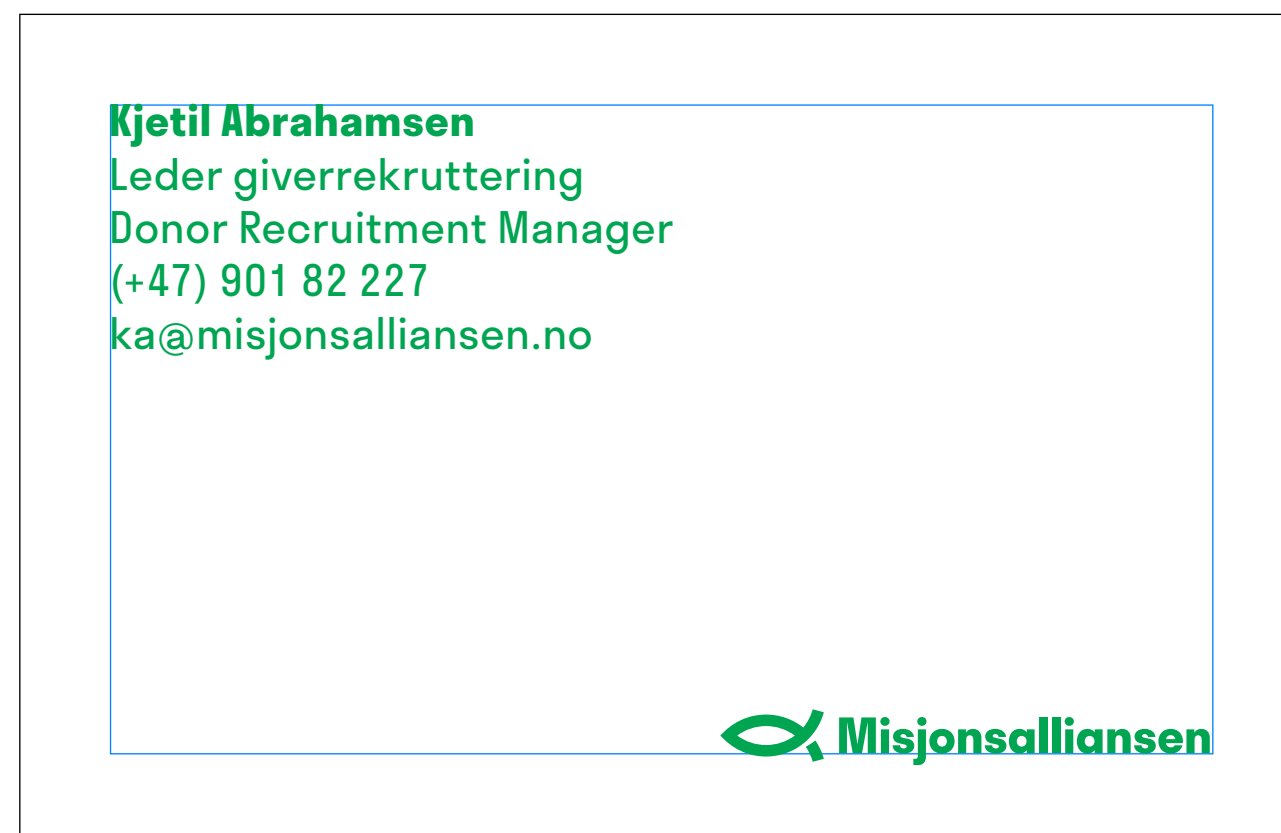 Kjetil Abrahamsen
Leder giverrekruttering
Donor Recruitment Manager
(+47) 901 82 227
ka@misjonsalliansen.no
Misjonsalliansen